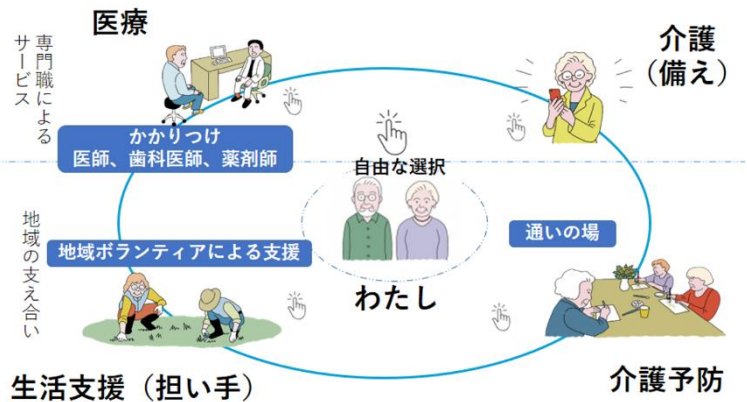 医療
専門職による
サービス
介護
（備え）
かかりつけ
医師、歯科医師、薬剤師
自由な選択
地域の支え合い
地域ボランティアによる支援
通いの場
わたし
生活支援（担い手）
介護予防